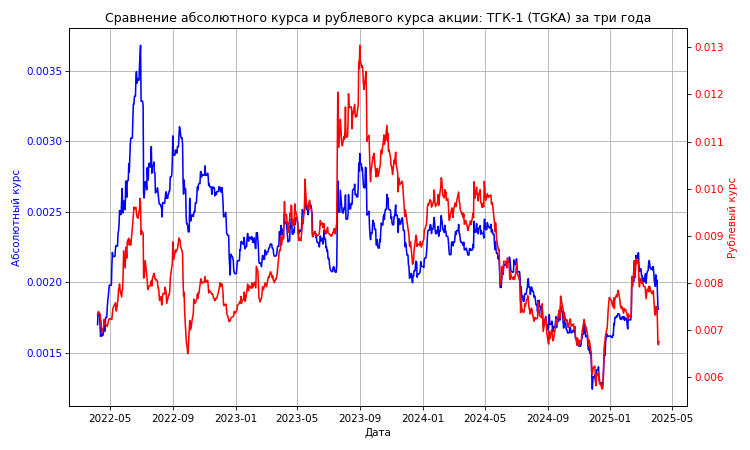 Сравнение абсолютного курса и рублевого курса акции: ТГК-1 (TGKA) за три года
0.0035
0.0030
0.0025
0.0020
0.0015
Абсолютный курс
0.013
0.012
0.011
0.010
0.009
0.008
0.007
0.006
Рублевый курс
2022-05 2022-09 2023-01 2023-05 2023-09 2024-01 2024-05 2024-09 2025-01 2025-05
Дата